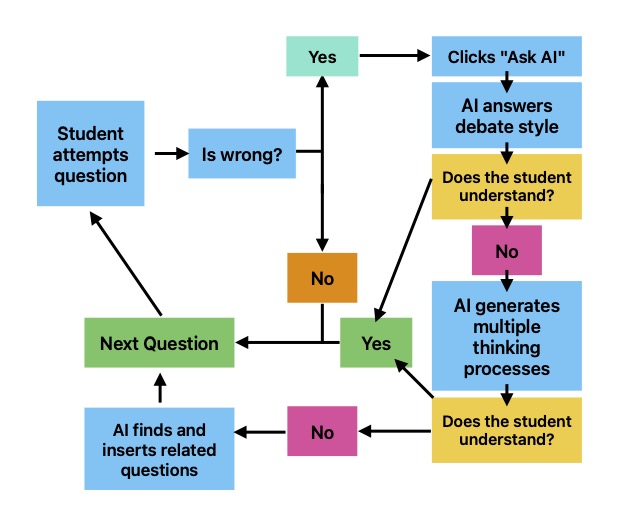 Yes
Clicks "Ask AI"
AI answers
debate style
Student
attempts
question
Is wrong?
Does the student
understand?
No
No
AI generates
multiple
thinking
processes
Next Question
Yes
AI finds and
inserts related
questions
No
Does the student
understand?